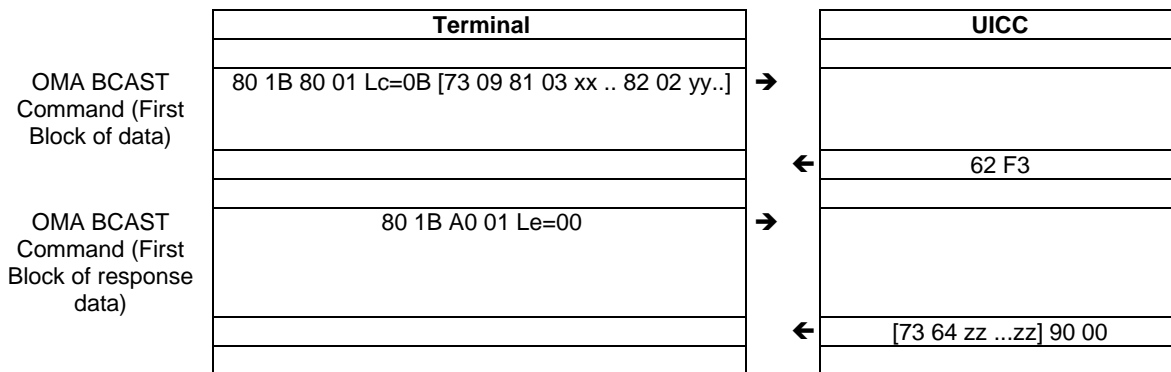 Terminal UICC
OMA BCAST
Command (First
Block of data)
80 1B 80 01 Lc=0B [73 09 81 03 xx .. 82 02 yy..] ➔
🡸 62 F3
OMA BCAST
Command (First
Block of response
data)
80 1B A0 01 Le=00 ➔
🡸 [73 64 zz ...zz] 90 00